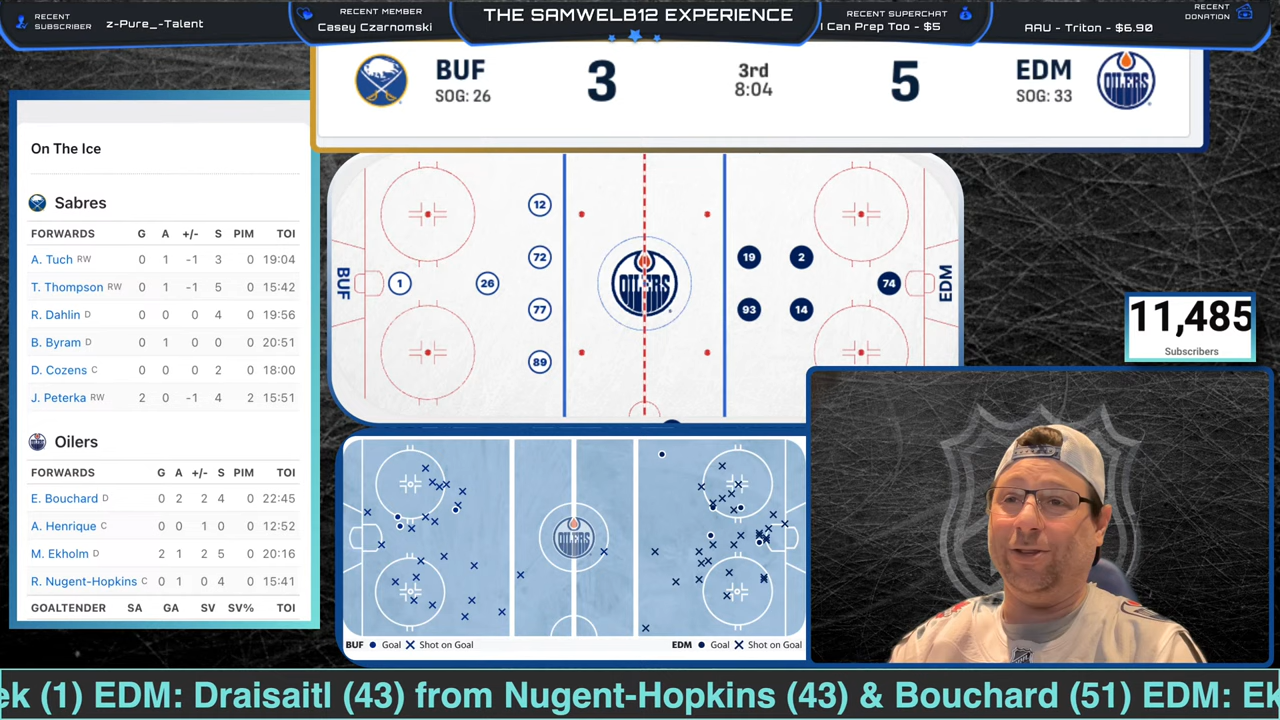 RECENT SUBSCRIBER
z-Pure_-Talent
RECENT MEMBER
Casey Czarnomski
THE SAMWELB12 EXPERIENCE
RECENT SUPERCHAT
I Can Prep Too - $5
RECENT DONATION
AAU - Triton - $6.90
BUF
SOG: 26
3
3rd
8:04
5
EDM
SOG: 33
OILERS
On The Ice
Sabres
FORWARDS G A +/- S PIM TOI
A. Tuch RW 0 1 -1 3 0 19:04
T. Thompson RW 0 1 -1 5 0 15:42
R. Dahlin D 0 0 0 4 0 19:56
B. Byram D 0 1 0 0 0 20:51
D. Cozens C 0 0 0 2 0 18:00
J. Peterka RW 2 0 -1 4 2 15:51
Oilers
FORWARDS G A +/- S PIM TOI
E. Bouchard D 0 2 2 4 0 22:45
A. Henrique C 0 0 1 0 0 12:52
M. Ekholm D 2 1 2 5 0 20:16
R. Nugent-Hopkins C 0 1 0 4 0 15:41
GOALTENDER SA GA SV SV% TOI
BUF
1
26
12
72
77
89
OILERS
19
2
93
14
74
EDM
11,485
Subscribers
OILERS
BUF Goal Shot on Goal
EDM Goal Shot on Goal
NHL
ek (1) EDM: Draisaitl (43) from Nugent-Hopkins (43) & Bouchard (51) EDM: Ek